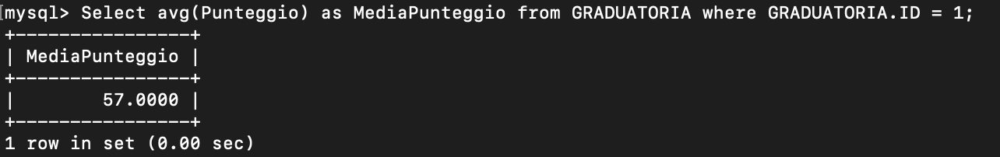 [mysql> Select avg(Punteggio) as MediaPunteggio from GRADUATORIA where GRADUATORIA.ID = 1;
+----------------+
| MediaPunteggio |
+----------------+
|        57.0000 |
+----------------+
1 row in set (0.00 sec)